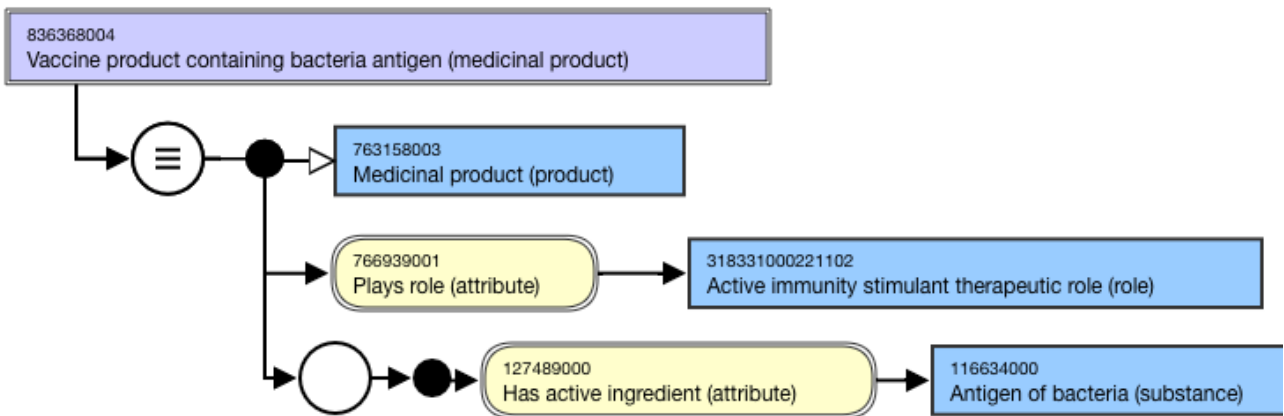 836368004
Vaccine product containing bacteria antigen (medicinal product)
763158003
Medicinal product (product)
766939001
Plays role (attribute)
318331000221102
Active immunity stimulant therapeutic role (role)
127489000
Has active ingredient (attribute)
116634000
Antigen of bacteria (substance)